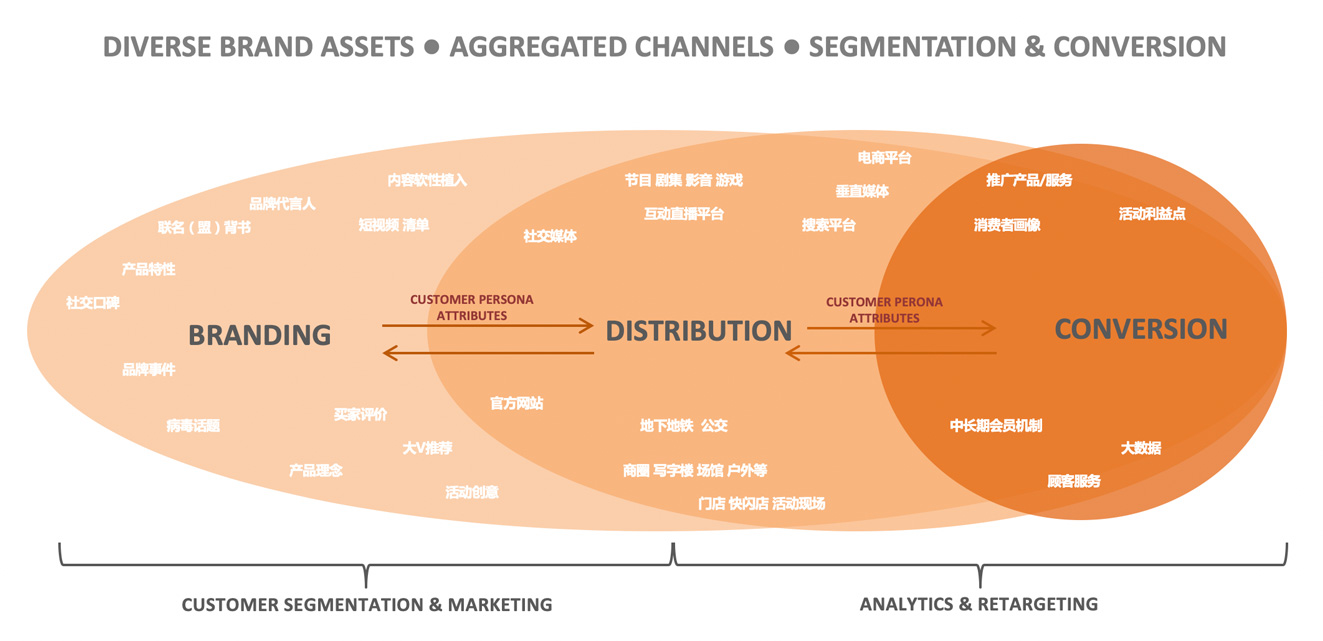 DIVERSE BRAND ASSETS ● AGGREGATED CHANNELS ● SEGMENTATION & CONVERSION
内容软性植入
品牌代言人
联名（盟）背书
短视频 清单
产品特性
社交口碑
BRANDING
品牌事件
病毒话题
买家评价
大V推荐
产品理念
活动创意
CUSTOMER PERSONA
ATTRIBUTES
节目 剧集 影音 游戏
互动直播平台
社交媒体
电商平台
垂直媒体
搜索平台
DISTRIBUTION
官方网站
地下地铁 公交
商圈 写字楼 场馆 户外等
门店 快闪店 活动现场
CUSTOMER PERONA
ATTRIBUTES
推广产品/服务
活动利益点
消费者画像
CONVERSION
中长期会员机制
大数据
顾客服务
CUSTOMER SEGMENTATION & MARKETING
ANALYTICS & RETARGETING